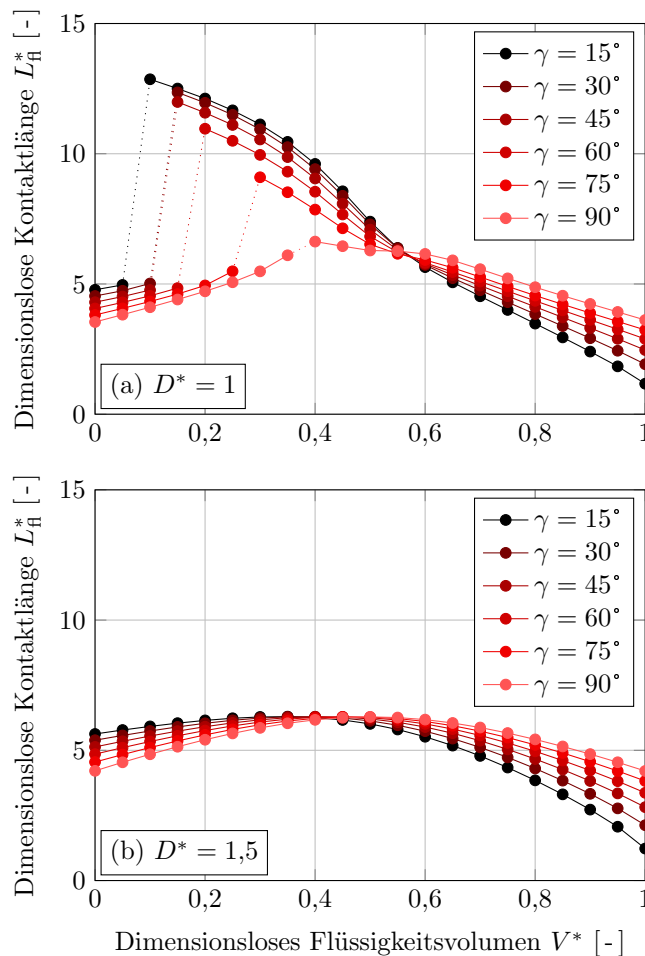 Dimensionslose Kontaktlänge L*fl [-]
15
10
5
0
0
0,2
0,4
0,6
0,8
1
γ = 15°
γ = 30°
γ = 45°
γ = 60°
γ = 75°
γ = 90°
(a) D* = 1
Dimensionslose Kontaktlänge L*fl [-]
15
10
5
0
0
0,2
0,4
0,6
0,8
1
γ = 15°
γ = 30°
γ = 45°
γ = 60°
γ = 75°
γ = 90°
(b) D* = 1,5
Dimensionsloses Flüssigkeitsvolumen V* [-]